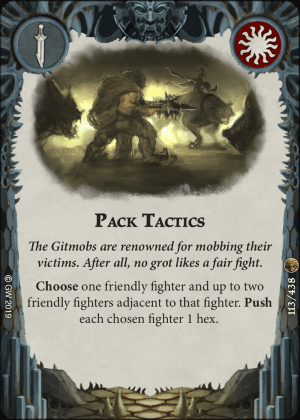 PACK TACTICS
The Gitmobs are renowned for mobbing their
victims. After all, no grot likes a fair fight.
Choose one friendly fighter and up to two
friendly fighters adjacent to that fighter. Push
each chosen fighter 1 hex.
© GW 2019
113/438